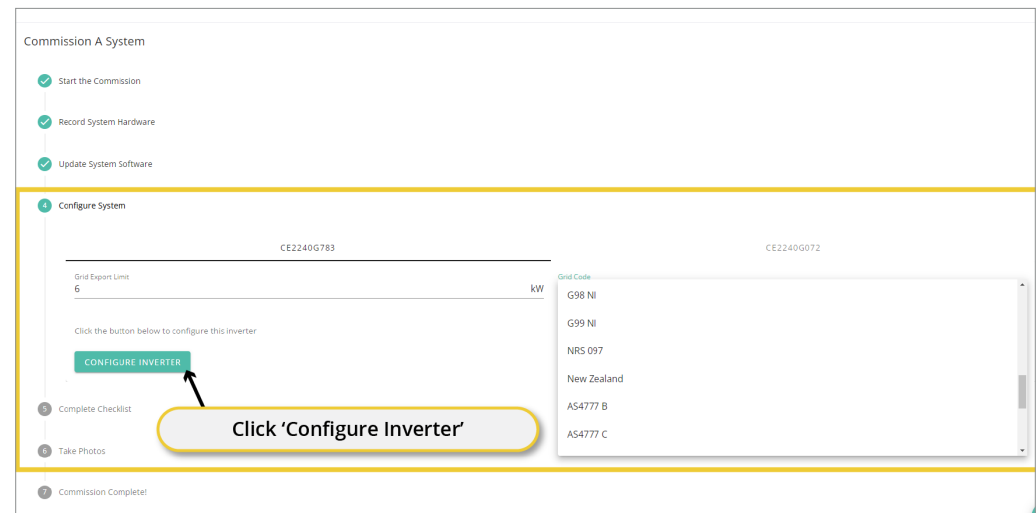 Commission A System
Start the Commission
Record System Hardware
Update System Software
4 Configure System
CE2240G783 CE2240G072
Grid Export Limit
6 kW
Grid Code
G98 NI
G99 NI
NRS 097
New Zealand
AS4777 B
AS4777 C
Click the button below to configure this inverter
CONFIGURE INVERTER
Click ‘Configure Inverter’
5 Complete Checklist
6 Take Photos
7 Commission Complete!